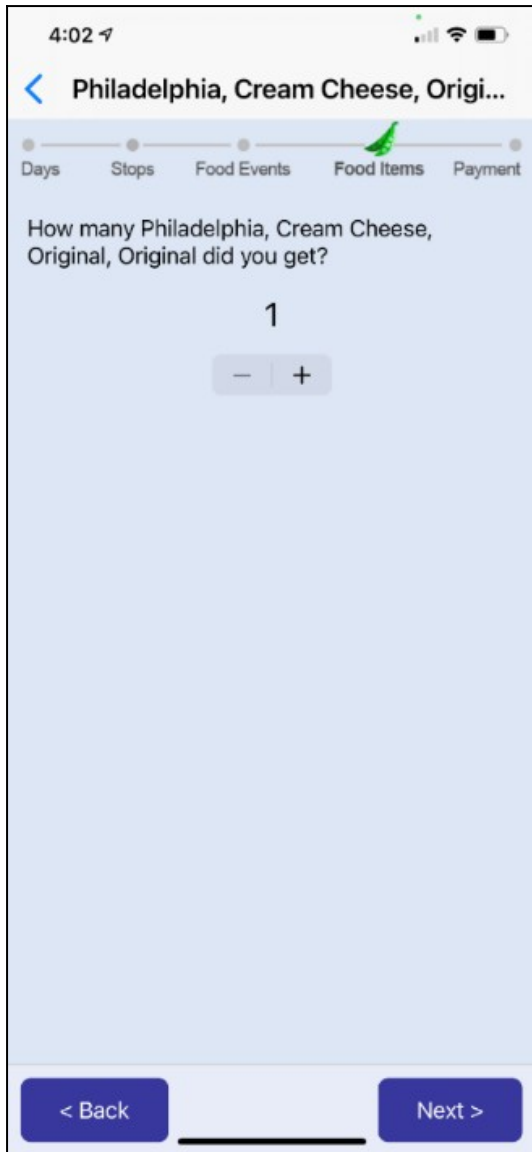 4:02
Philadelphia, Cream Cheese, Origi...
Days Stops Food Events Food Items Payment
How many Philadelphia, Cream Cheese,
Original, Original did you get?
1
− +
< Back Next >